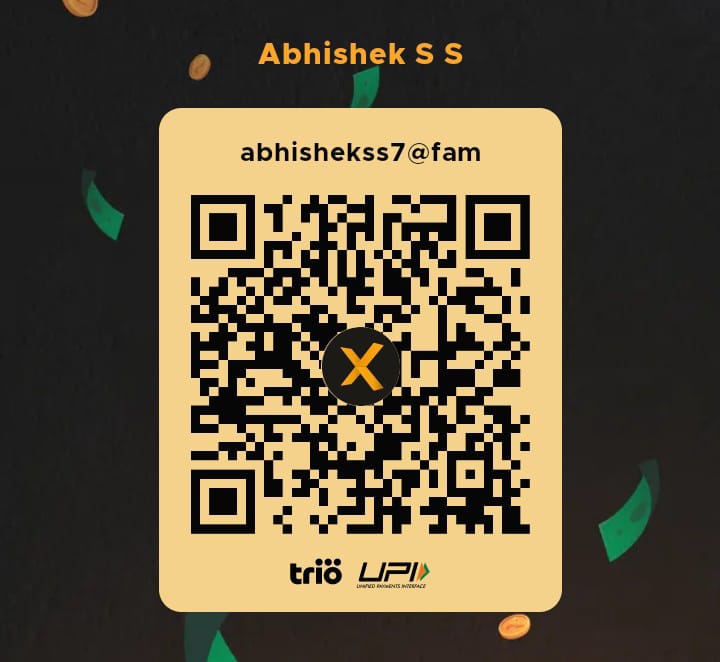 Abhishek S S
abhishekss7@fam
X
triö UPI
UNIFIED PAYMENTS INTERFACE